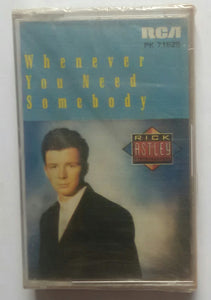 RCA
PK 71529
Whenever
You Need
Somebody
RICK
ASTLEY